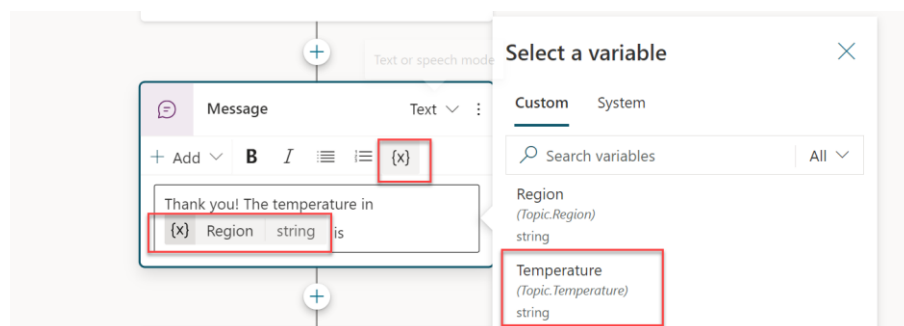 Text or speech mode
Message
Text
+ Add B I {x}
Thank you! The temperature in
{x} Region string is
Select a variable
Custom System
Search variables All
Region
(Topic.Region)
string
Temperature
(Topic.Temperature)
string